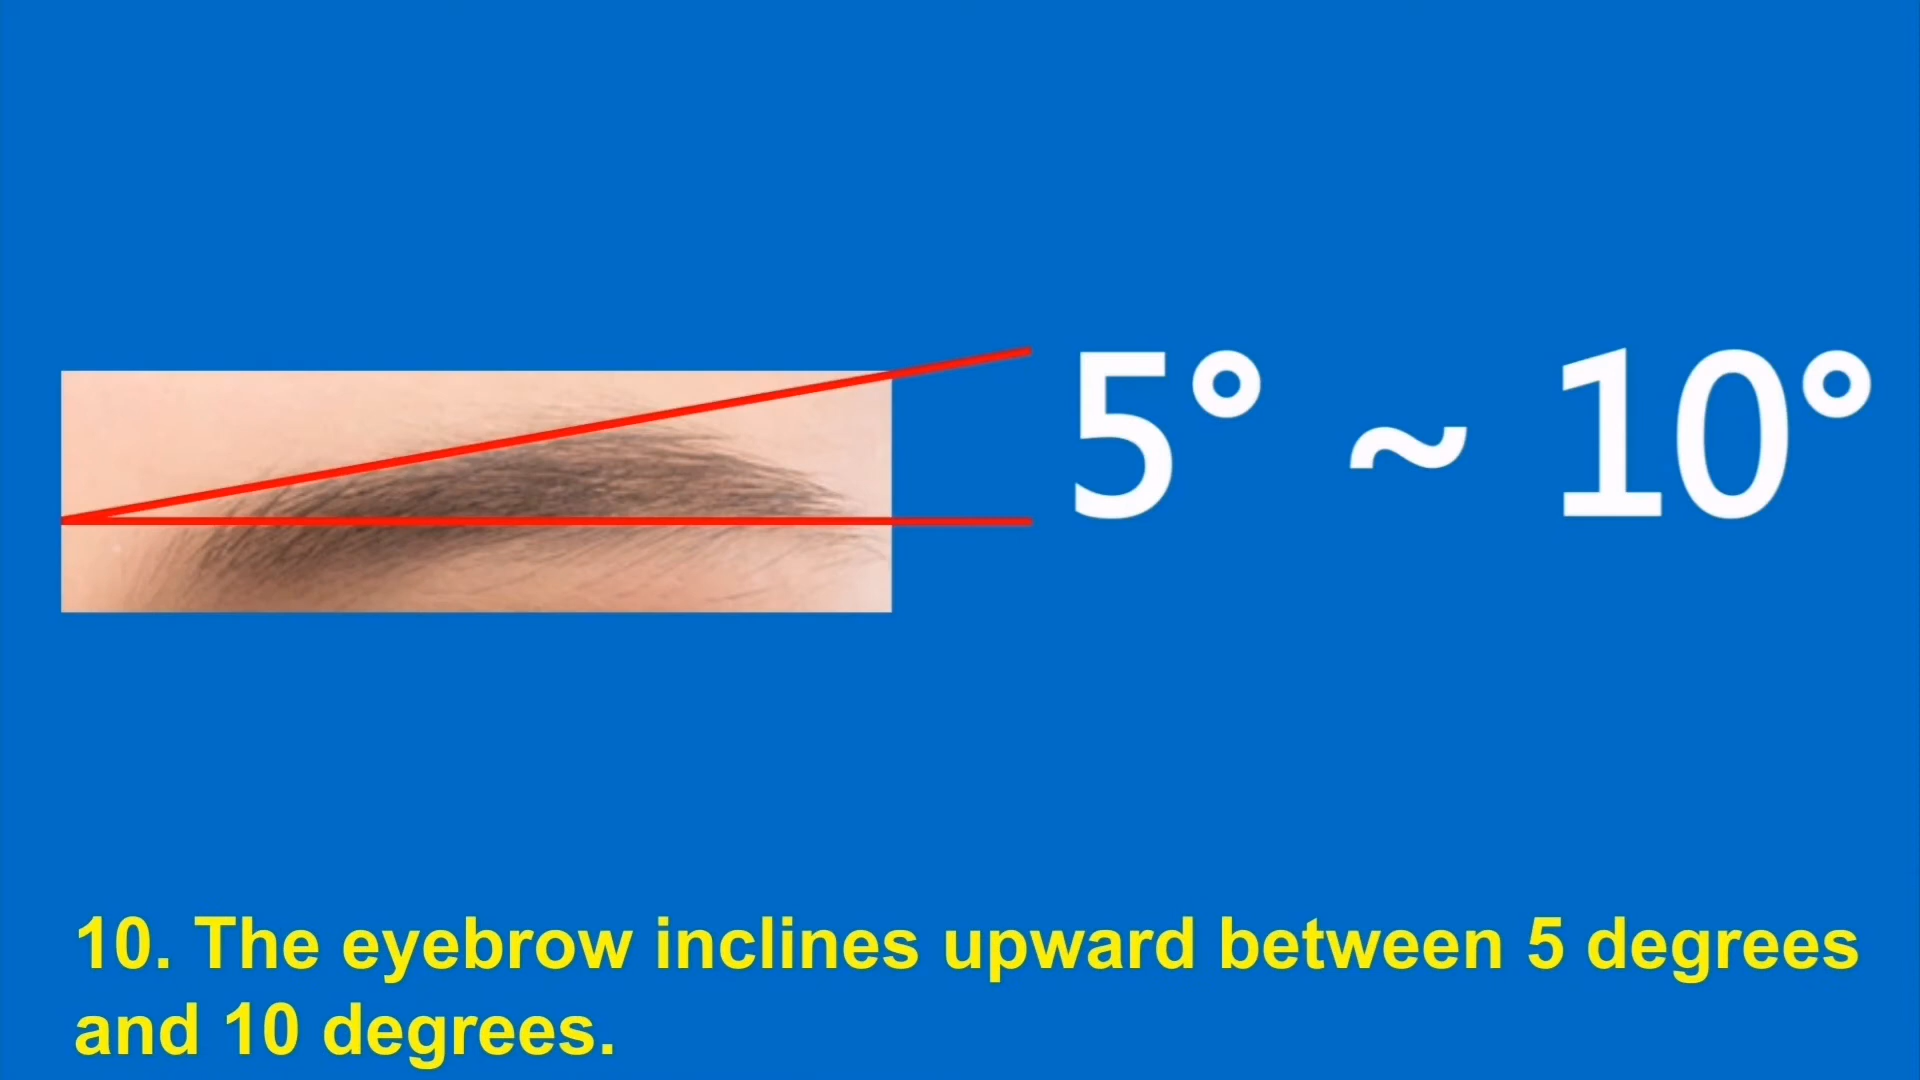 5° ~ 10°
10. The eyebrow inclines upward between 5 degrees
and 10 degrees.